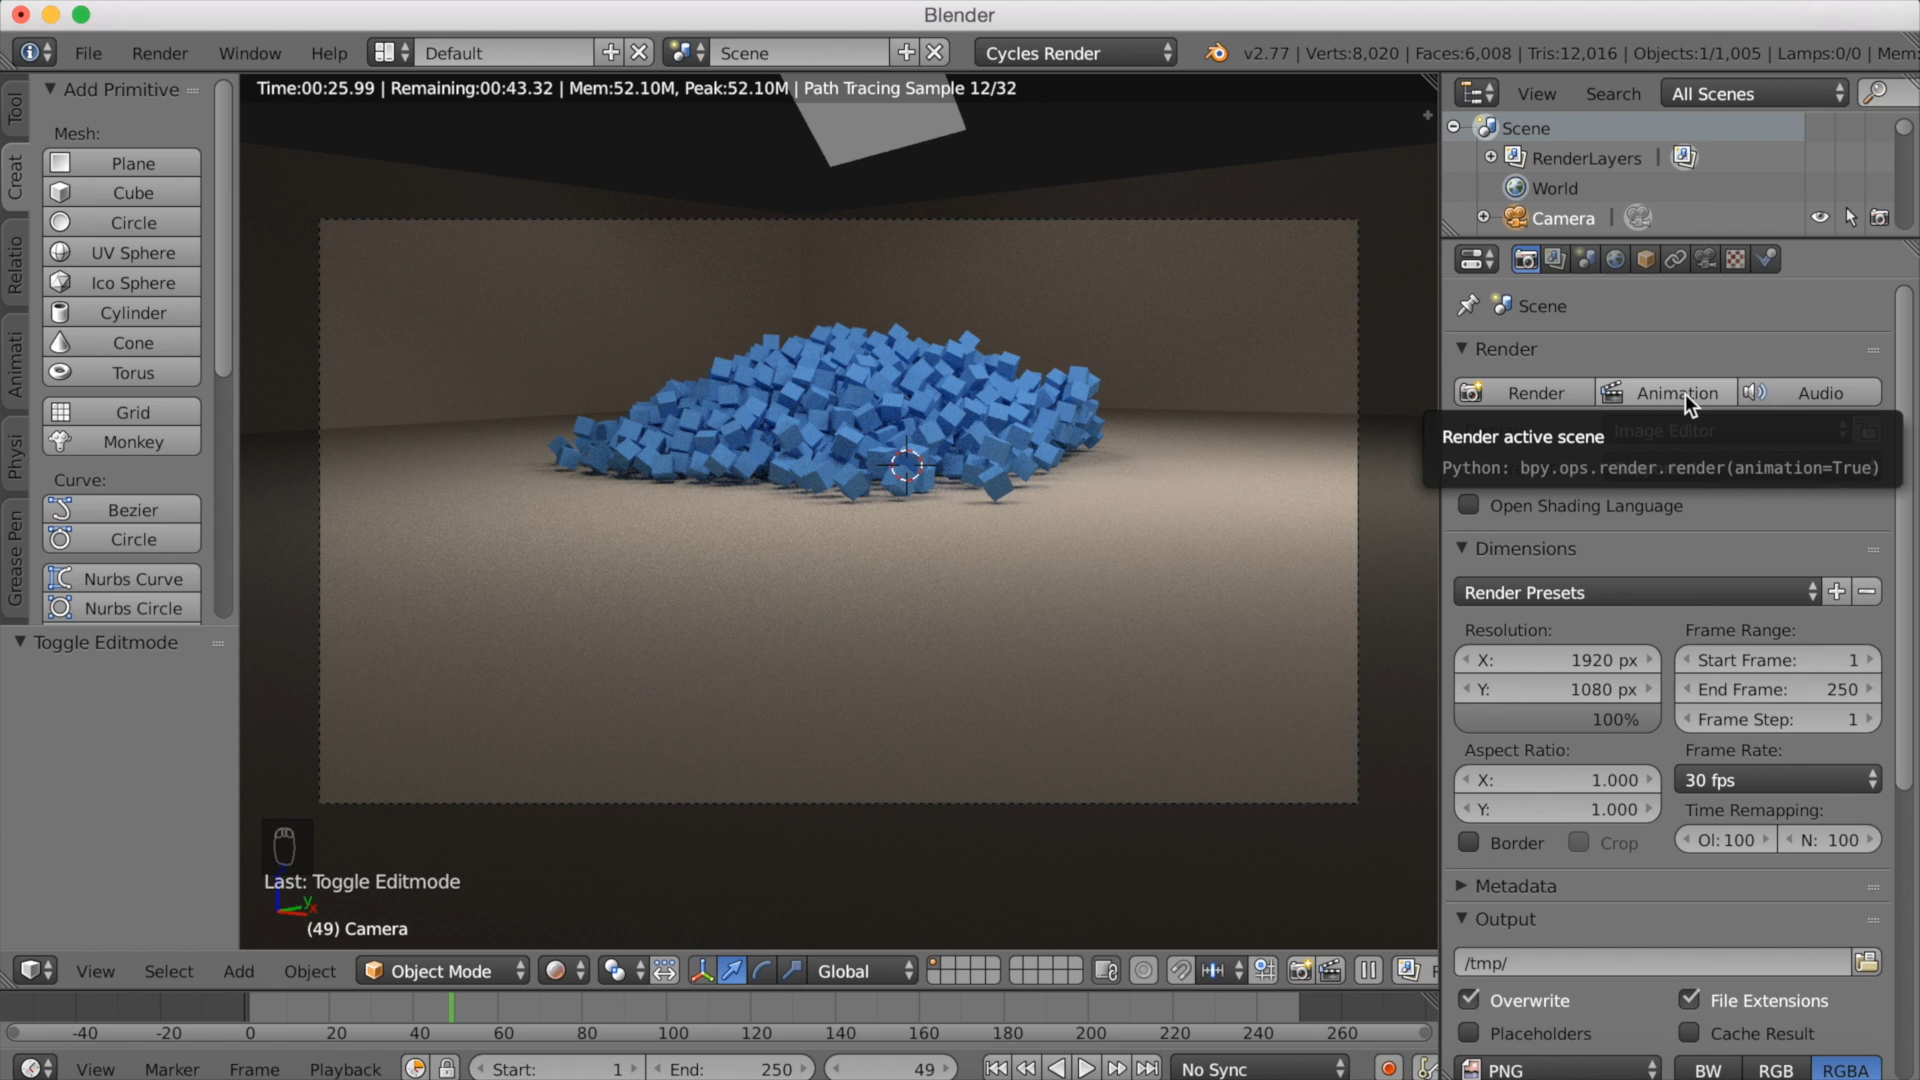 Blender
File Render Window Help Default Scene Cycles Render v2.77 | Verts:8,020 | Faces:6,008 | Tris:12,016 | Objects:1/1,005 | Lamps:0/0 | Mem:
Time:00:25.99 | Remaining:00:43.32 | Mem:52.10M, Peak:52.10M | Path Tracing Sample 12/32
Tool
Creat
Relatio
Animati
Physi
Grease Pen
Add Primitive
Mesh:
Plane
Cube
Circle
UV Sphere
Ico Sphere
Cylinder
Cone
Torus
Grid
Monkey
Curve:
Bezier
Circle
Nurbs Curve
Nurbs Circle
Toggle Editmode
Last: Toggle Editmode
y
x
(49) Camera
View Search All Scenes
Scene
RenderLayers |
World
Camera |
Scene
Render
Render Animation Audio
Image Editor
Render active scene
Python: bpy.ops.render.render(animation=True)
Open Shading Language
Dimensions
Render Presets
Resolution: Frame Range:
X: 1920 px Start Frame: 1
Y: 1080 px End Frame: 250
100% Frame Step: 1
Aspect Ratio: Frame Rate:
X: 1.000 30 fps
Y: 1.000 Time Remapping:
Border Crop Ol: 100 N: 100
Metadata
Output
/tmp/
Overwrite File Extensions
Placeholders Cache Result
PNG BW RGB RGBA
View Select Add Object Object Mode Global
-40 -20 0 20 40 60 80 100 120 140 160 180 200 220 240 260
View Marker Frame Playback Start: 1 End: 250 49 No Sync